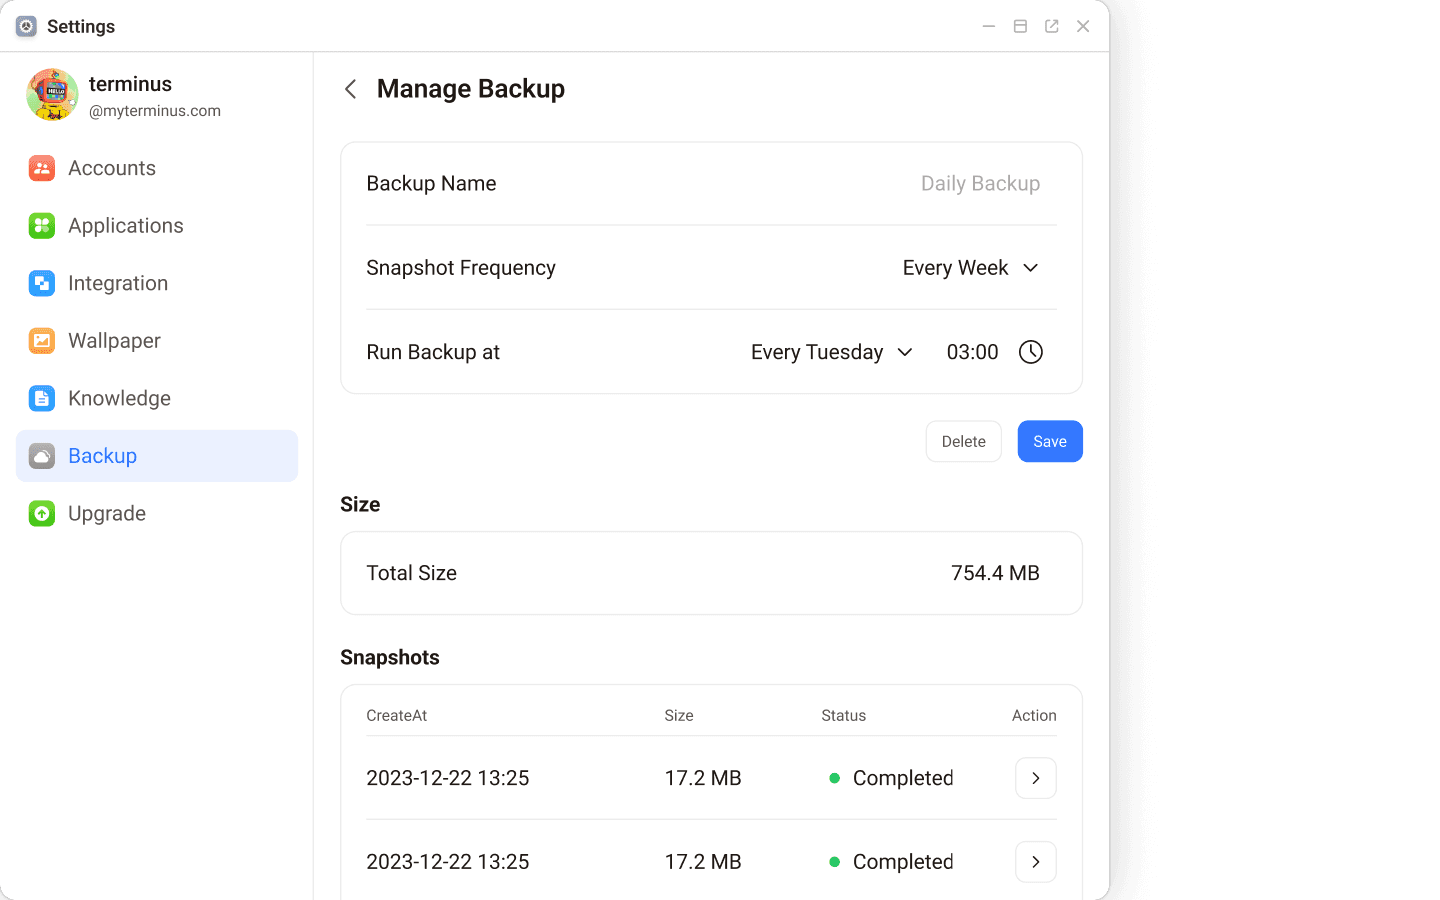 Settings
terminus
@myterminus.com
Accounts
Applications
Integration
Wallpaper
Knowledge
Backup
Upgrade
Manage Backup
Backup Name Daily Backup
Snapshot Frequency Every Week
Run Backup at Every Tuesday 03:00
Delete Save
Size
Total Size 754.4 MB
Snapshots
CreateAt Size Status Action
2023-12-22 13:25 17.2 MB Completed
2023-12-22 13:25 17.2 MB Completed
HELLO